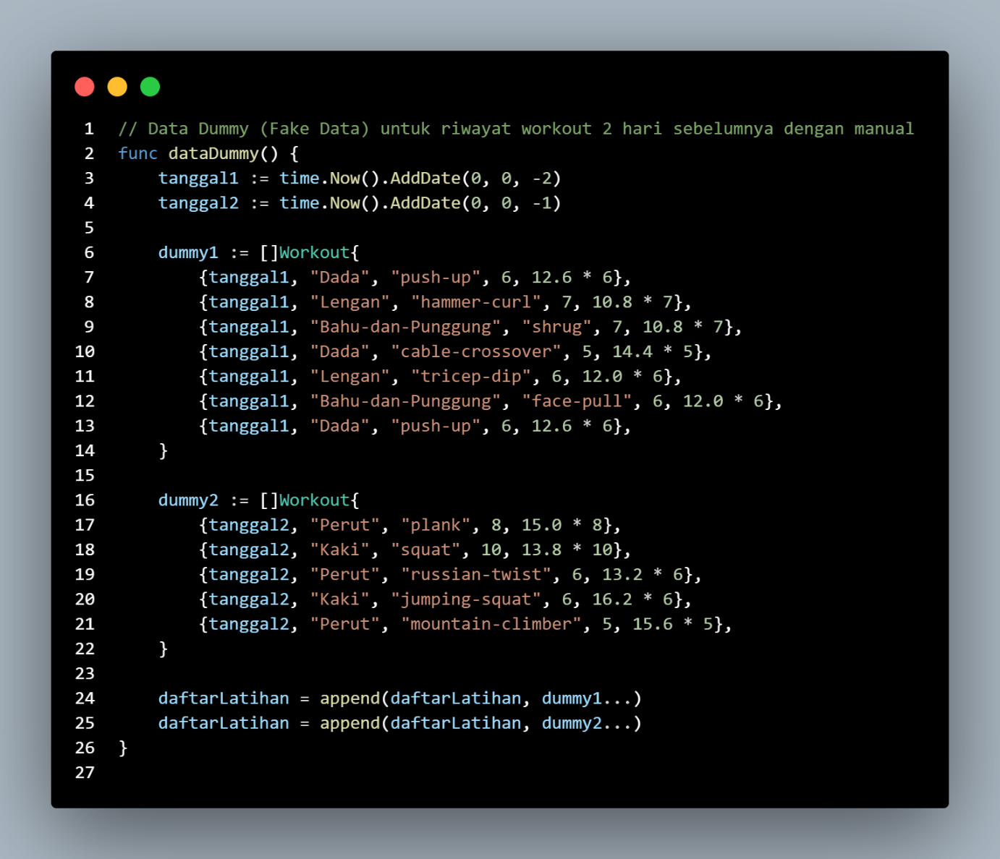 1 // Data Dummy (Fake Data) untuk riwayat workout 2 hari sebelumnya dengan manual
2 func dataDummy() {
3     tanggal1 := time.Now().AddDate(0, 0, -2)
4     tanggal2 := time.Now().AddDate(0, 0, -1)
5
6     dummy1 := []Workout{
7         {tanggal1, "Dada", "push-up", 6, 12.6 * 6},
8         {tanggal1, "Lengan", "hammer-curl", 7, 10.8 * 7},
9         {tanggal1, "Bahu-dan-Punggung", "shrug", 7, 10.8 * 7},
10         {tanggal1, "Dada", "cable-crossover", 5, 14.4 * 5},
11         {tanggal1, "Lengan", "tricep-dip", 6, 12.0 * 6},
12         {tanggal1, "Bahu-dan-Punggung", "face-pull", 6, 12.0 * 6},
13         {tanggal1, "Dada", "push-up", 6, 12.6 * 6},
14     }
15
16     dummy2 := []Workout{
17         {tanggal2, "Perut", "plank", 8, 15.0 * 8},
18         {tanggal2, "Kaki", "squat", 10, 13.8 * 10},
19         {tanggal2, "Perut", "russian-twist", 6, 13.2 * 6},
20         {tanggal2, "Kaki", "jumping-squat", 6, 16.2 * 6},
21         {tanggal2, "Perut", "mountain-climber", 5, 15.6 * 5},
22     }
23
24     daftarLatihan = append(daftarLatihan, dummy1...)
25     daftarLatihan = append(daftarLatihan, dummy2...)
26 }
27